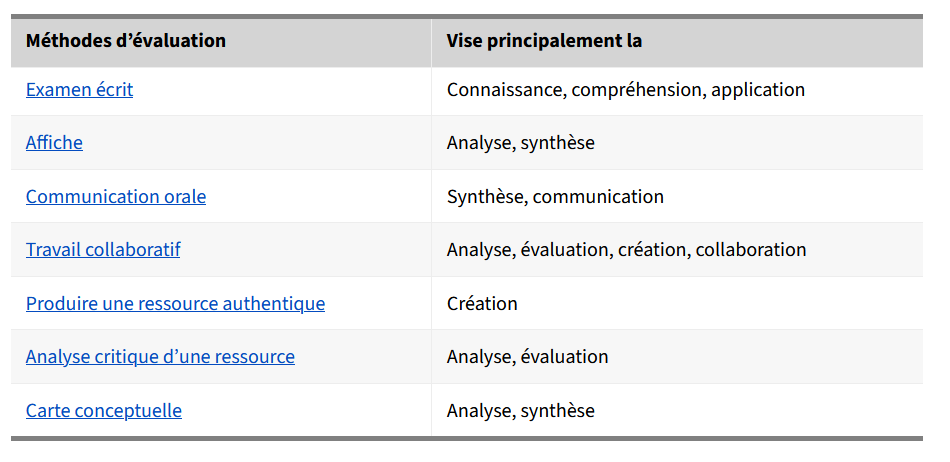 Méthodes d’évaluation Vise principalement la
Examen écrit Connaissance, compréhension, application
Affiche Analyse, synthèse
Communication orale Synthèse, communication
Travail collaboratif Analyse, évaluation, création, collaboration
Produire une ressource authentique Création
Analyse critique d’une ressource Analyse, évaluation
Carte conceptuelle Analyse, synthèse